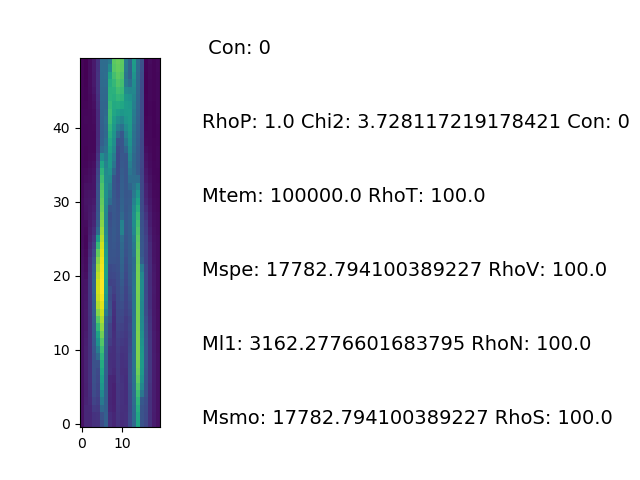 Con: 0
RhoP: 1.0 Chi2: 3.728117219178421 Con: 0
40
Mtem: 100000.0 RhoT: 100.0
30
Mspe: 17782.794100389227 RhoV: 100.0
20
Ml1: 3162.2776601683795 RhoN: 100.0
10
Msmo: 17782.794100389227 RhoS: 100.0
0
0 10